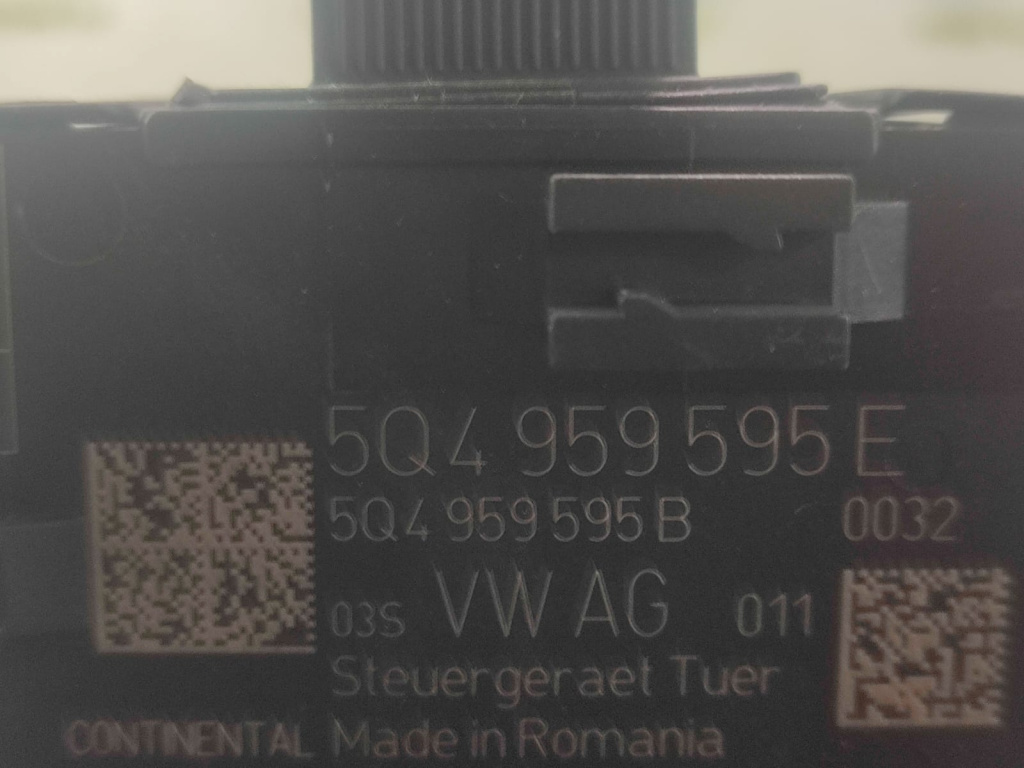 5Q4 959 595 E
5Q4 959 595 B 0032
03S VW AG 011
Steuergeraet Tuer
CONTINENTAL Made in Romania